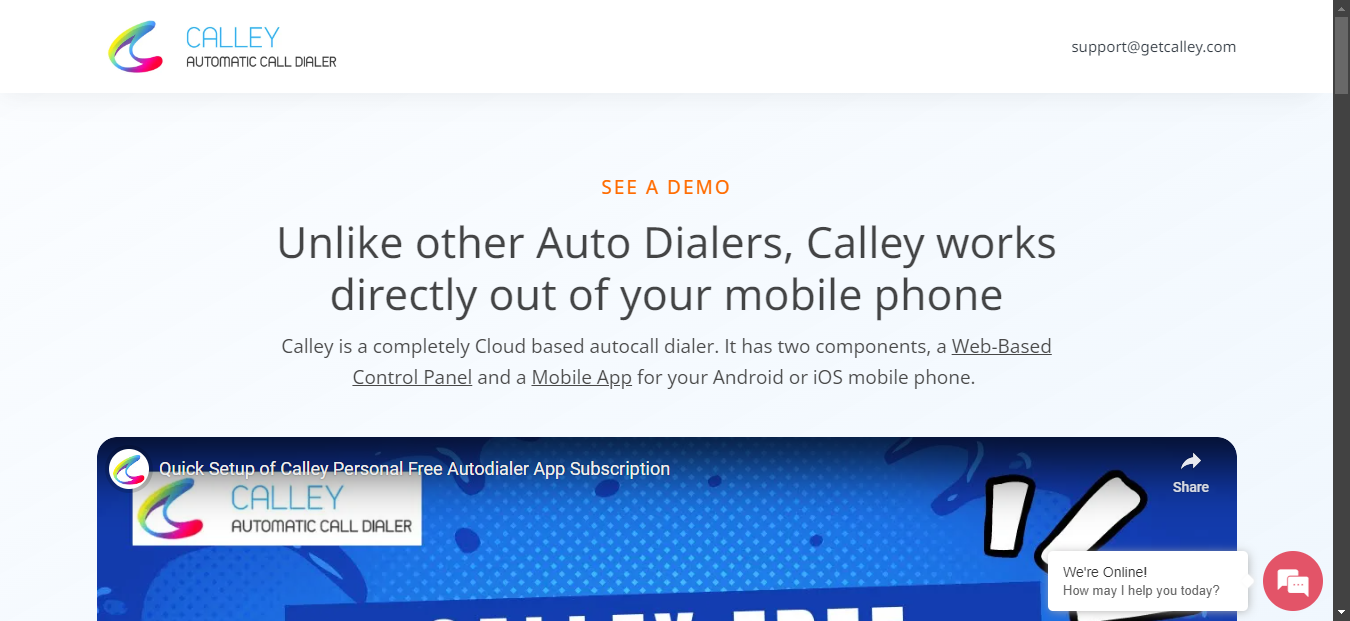 CALLEY
AUTOMATIC CALL DIALER
support@getcalley.com
SEE A DEMO
Unlike other Auto Dialers, Calley works
directly out of your mobile phone
Calley is a completely Cloud based autocall dialer. It has two components, a Web-Based
Control Panel and a Mobile App for your Android or iOS mobile phone.
Quick Setup of Calley Personal Free Autodialer App Subscription
Share
CALLEY
AUTOMATIC CALL DIALER
CALLEY FREE
We're Online!
How may I help you today?